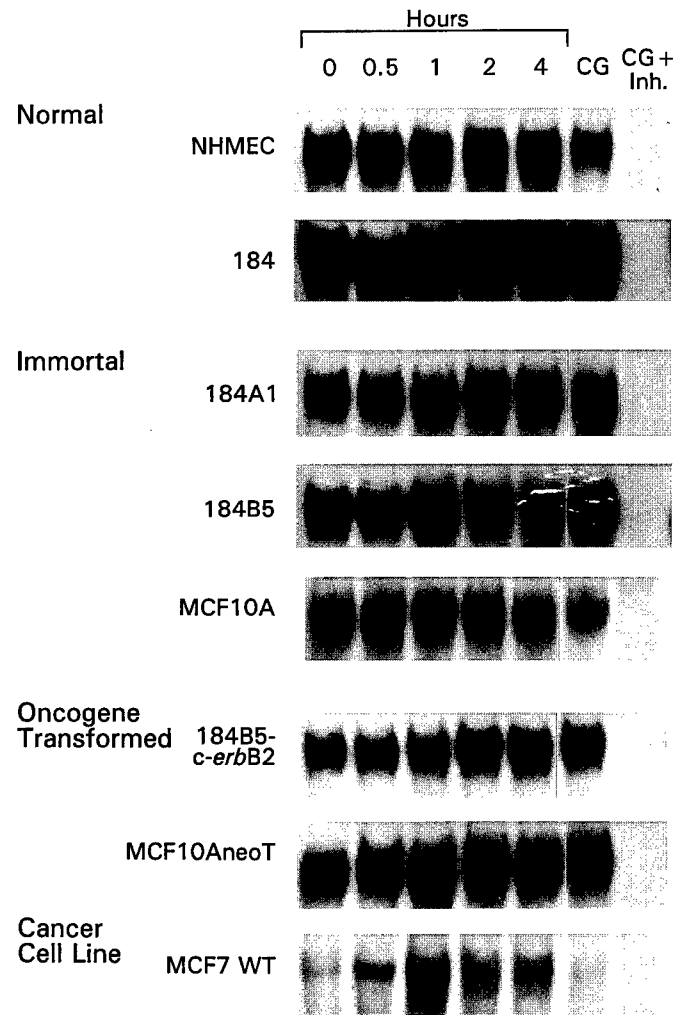 Hours
0 0.5 1 2 4 CG CG + Inh.
Normal
NHMEC
184
Immortal
184A1
184B5
MCF10A
Oncogene
Transformed
184B5-
c-erbB2
MCF10AneoT
Cancer
Cell Line
MCF7 WT